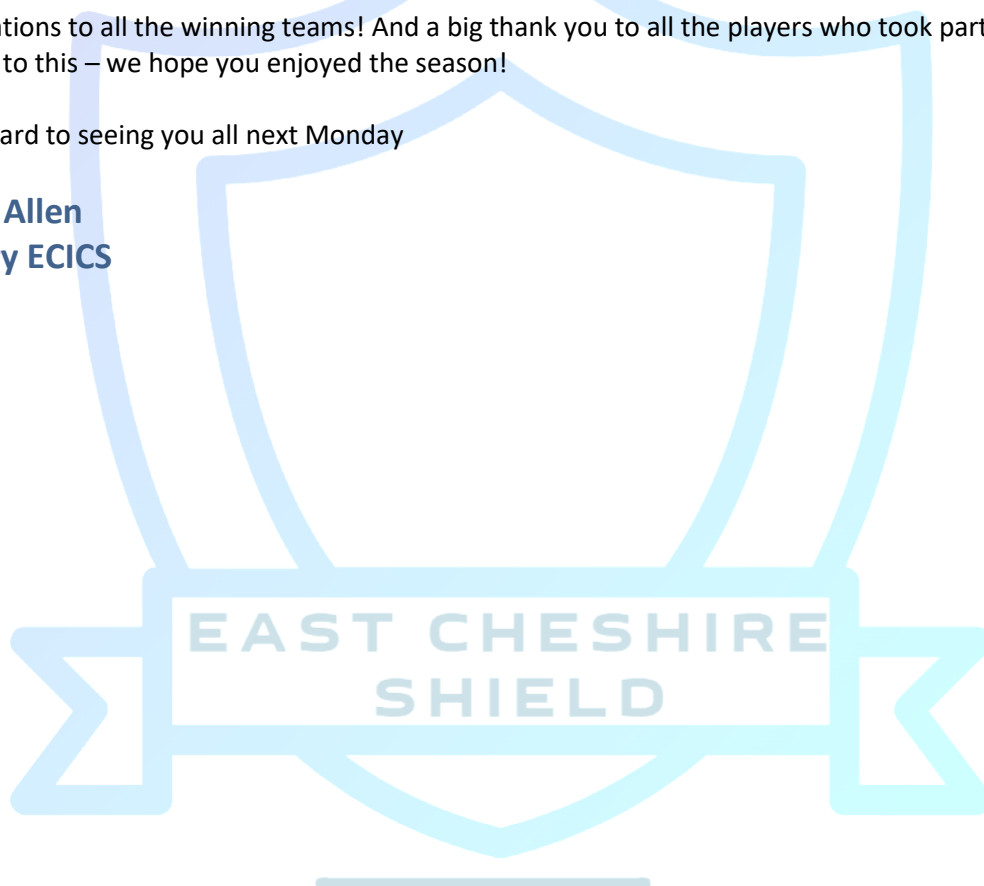 tions to all the winning teams! And a big thank you to all the players who took part
to this – we hope you enjoyed the season!
ard to seeing you all next Monday
Allen
y ECICS
EAST CHESHIRE
SHIELD